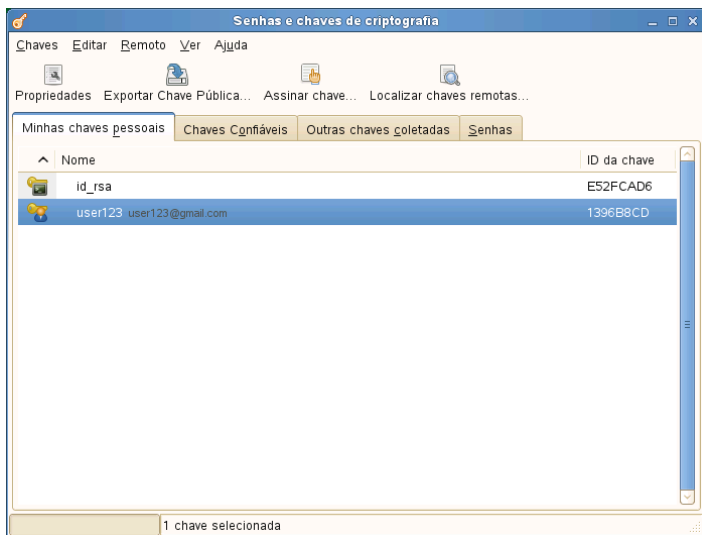 Senhas e chaves de criptografia
Chaves Editar Remoto Ver Ajuda
Propriedades Exportar Chave Pública... Assinar chave... Localizar chaves remotas...
Minhas chaves pessoais Chaves Confiáveis Outras chaves coletadas Senhas
Nome ID da chave
id_rsa E52FCAD6
user123 user123@gmail.com 1396B8CD
1 chave selecionada